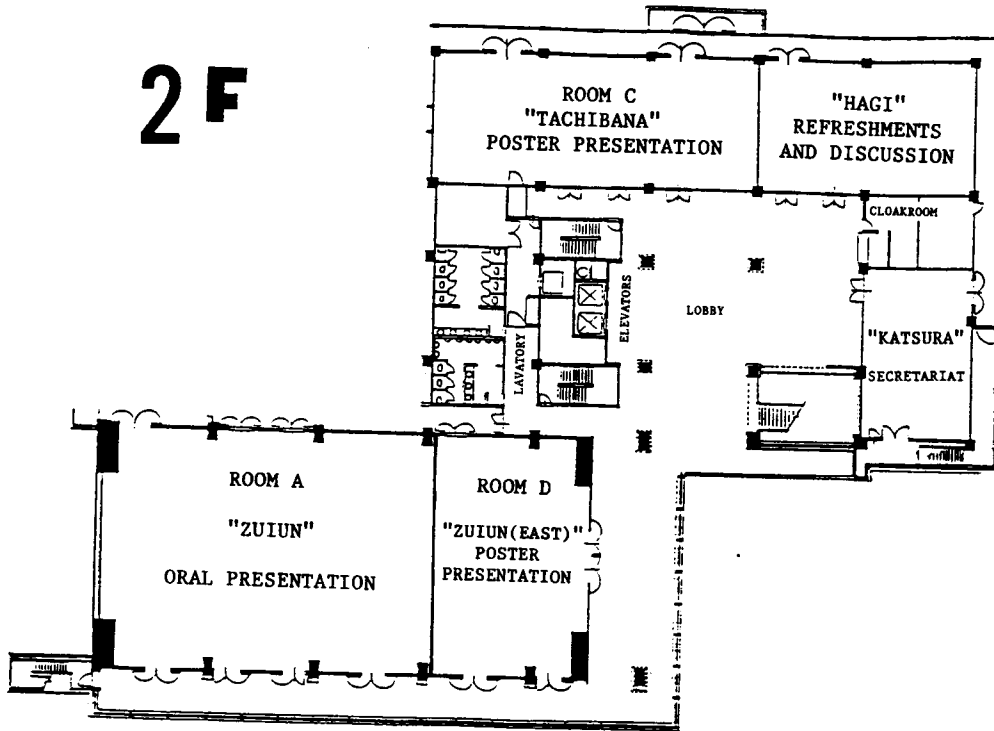 2F
ROOM C
"TACHIBANA"
POSTER PRESENTATION
"HAGI"
REFRESHMENTS
AND DISCUSSION
CLOAKROOM
ELEVATORS
LOBBY
"KATSURA"
SECRETARIAT
LAVATORY
ROOM A
"ZUIUN"
ORAL PRESENTATION
ROOM D
"ZUIUN(EAST)"
POSTER
PRESENTATION